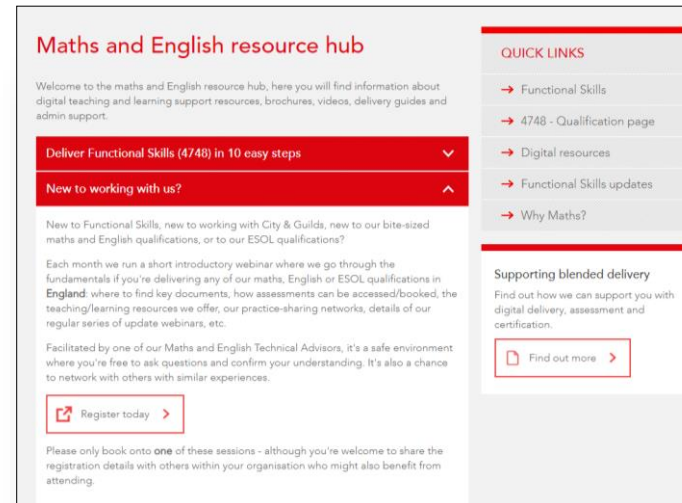 Maths and English resource hub
Welcome to the maths and English resource hub, here you will find information about
digital teaching and learning support resources, brochures, videos, delivery guides and
admin support.
Deliver Functional Skills (4748) in 10 easy steps
New to working with us?
New to Functional Skills, new to working with City & Guilds, new to our bite-sized
maths and English qualifications, or to our ESOL qualifications?
Each month we run a short introductory webinar where we go through the
fundamentals if you're delivering any of our maths, English or ESOL qualifications in
England: where to find key documents, how assessments can be accessed/booked, the
teaching/learning resources we offer, our practice-sharing networks, details of our
regular series of update webinars, etc.
Facilitated by one of our Maths and English Technical Advisors, it's a safe environment
where you're free to ask questions and confirm your understanding. It's also a chance
to network with others with similar experiences.
Register today
Please only book onto one of these sessions - although you're welcome to share the
registration details with others within your organisation who might also benefit from
attending.
QUICK LINKS
Functional Skills
4748 - Qualification page
Digital resources
Functional Skills updates
Why Maths?
Supporting blended delivery
Find out how we can support you with
digital delivery, assessment and
certification.
Find out more